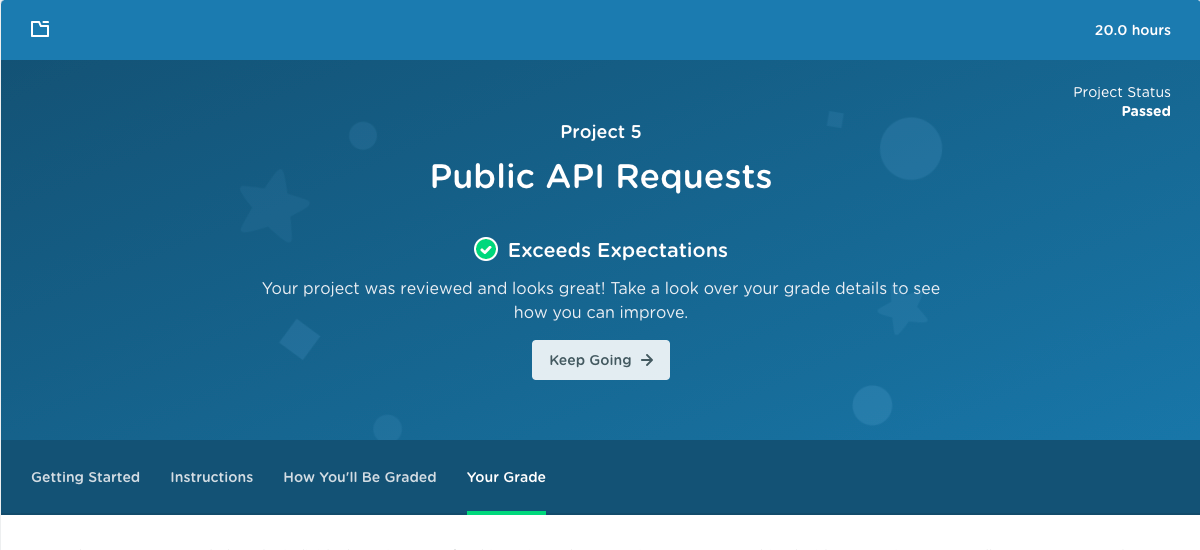 20.0 hours
Project Status
Passed
Project 5
Public API Requests
Exceeds Expectations
Your project was reviewed and looks great! Take a look over your grade details to see
how you can improve.
Keep Going
Getting Started
Instructions
How You'll Be Graded
Your Grade